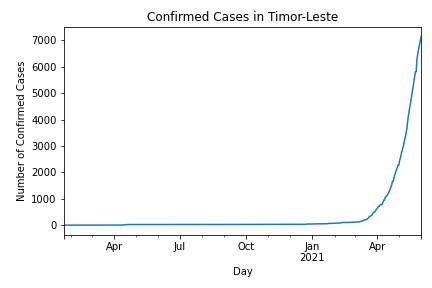 Confirmed Cases in Timor-Leste
7000
6000
5000
4000
3000
2000
1000
0
Number of Confirmed Cases
Apr Jul Oct Jan Apr
2021
Day